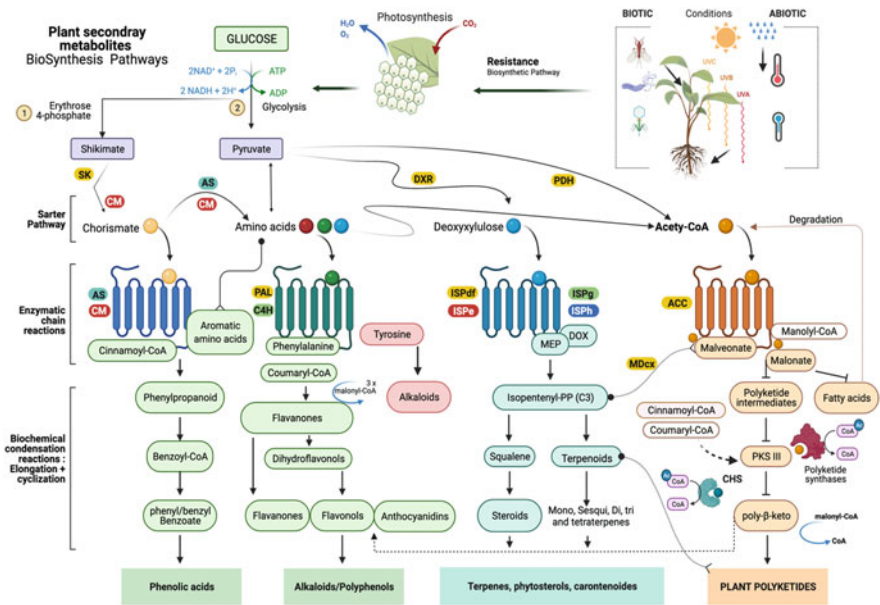 Plant secondray
metabolites
BioSynthesis Pathways
GLUCOSE
2NAD⁺ + 2Pᵢ
ATP
2 NADH + 2H⁺
ADP
Glycolysis
1
Erythrose
4-phosphate
2
H₂O
O₂
Photosynthesis
CO₂
Resistance
Biosynthetic Pathway
BIOTIC
Conditions
ABIOTIC
UVC
UVB
UVA
Shikimate
Pyruvate
SK
CM
AS
CM
DXR
PDH
Sarter
Pathway
Chorismate
Amino acids
Deoxyxylulose
Acety-CoA
Degradation
Enzymatic
chain
reactions
AS
CM
Cinnamoyl-CoA
Aromatic
amino acids
PAL
C4H
Phenylalanine
Coumaryl-CoA
Tyrosine
Alkaloids
ISPdf
ISPe
ISPg
ISPh
MEP
DOX
ACC
MDcx
Manolyl-CoA
Malveonate
Malonate
Biochemical
condensation
reactions :
Elongation +
cyclization
Phenylpropanoid
Benzoyl-CoA
phenyl/benzyl
Benzoate
3 x
malonyl-CoA
Flavanones
Dihydroflavonols
Flavanones
Flavonols
Anthocyanidins
Isopentenyl-PP (C3)
Squalene
Terpenoids
Steroids
Mono, Sesqui, Di, tri
and tetraterpenes
Polyketide
intermediates
Fatty acids
Cinnamoyl-CoA
Coumaryl-CoA
PKS III
CHS
Ac
CoA
CoA
Ac
CoA
CoA
Polyketide
synthases
poly-β-keto
malonyl-CoA
CoA
Phenolic acids
Alkaloids/Polyphenols
Terpenes, phytosterols, carontenoides
PLANT POLYKETIDES